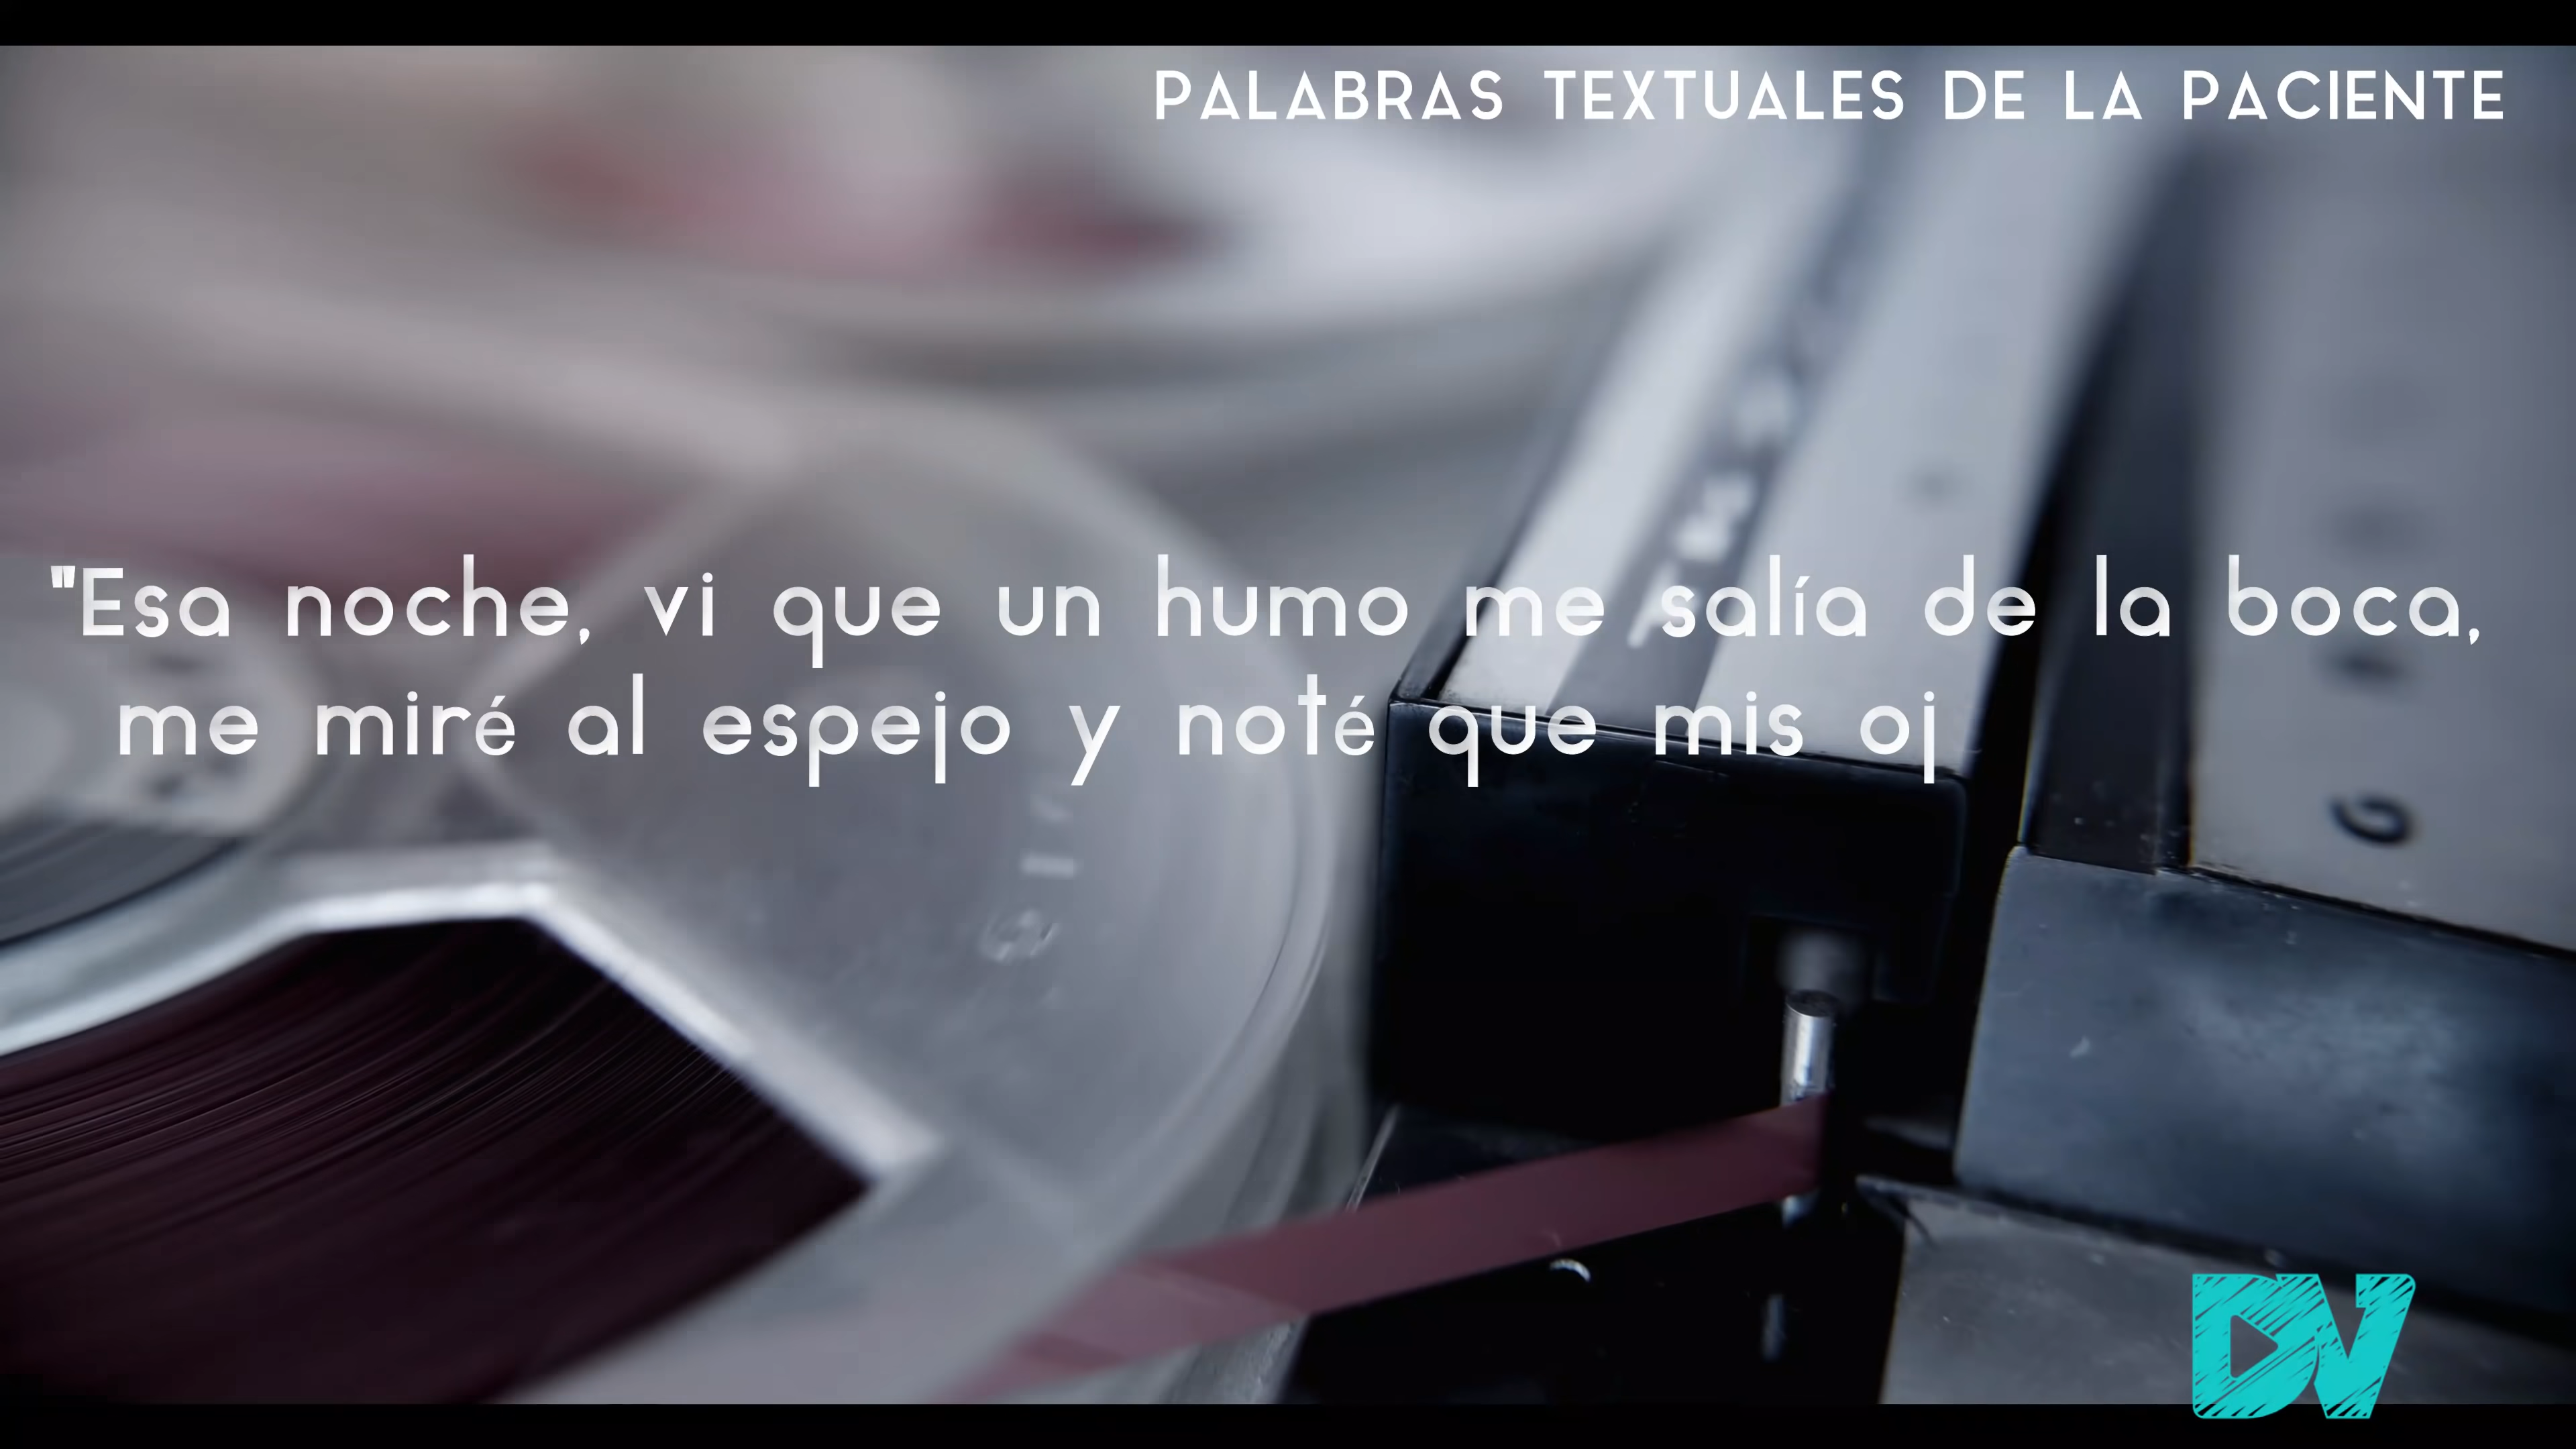 PALABRAS TEXTUALES DE LA PACIENTE
"Esa noche, vi que un humo me salía de la boca,
me miré al espejo y noté que mis oj
DV